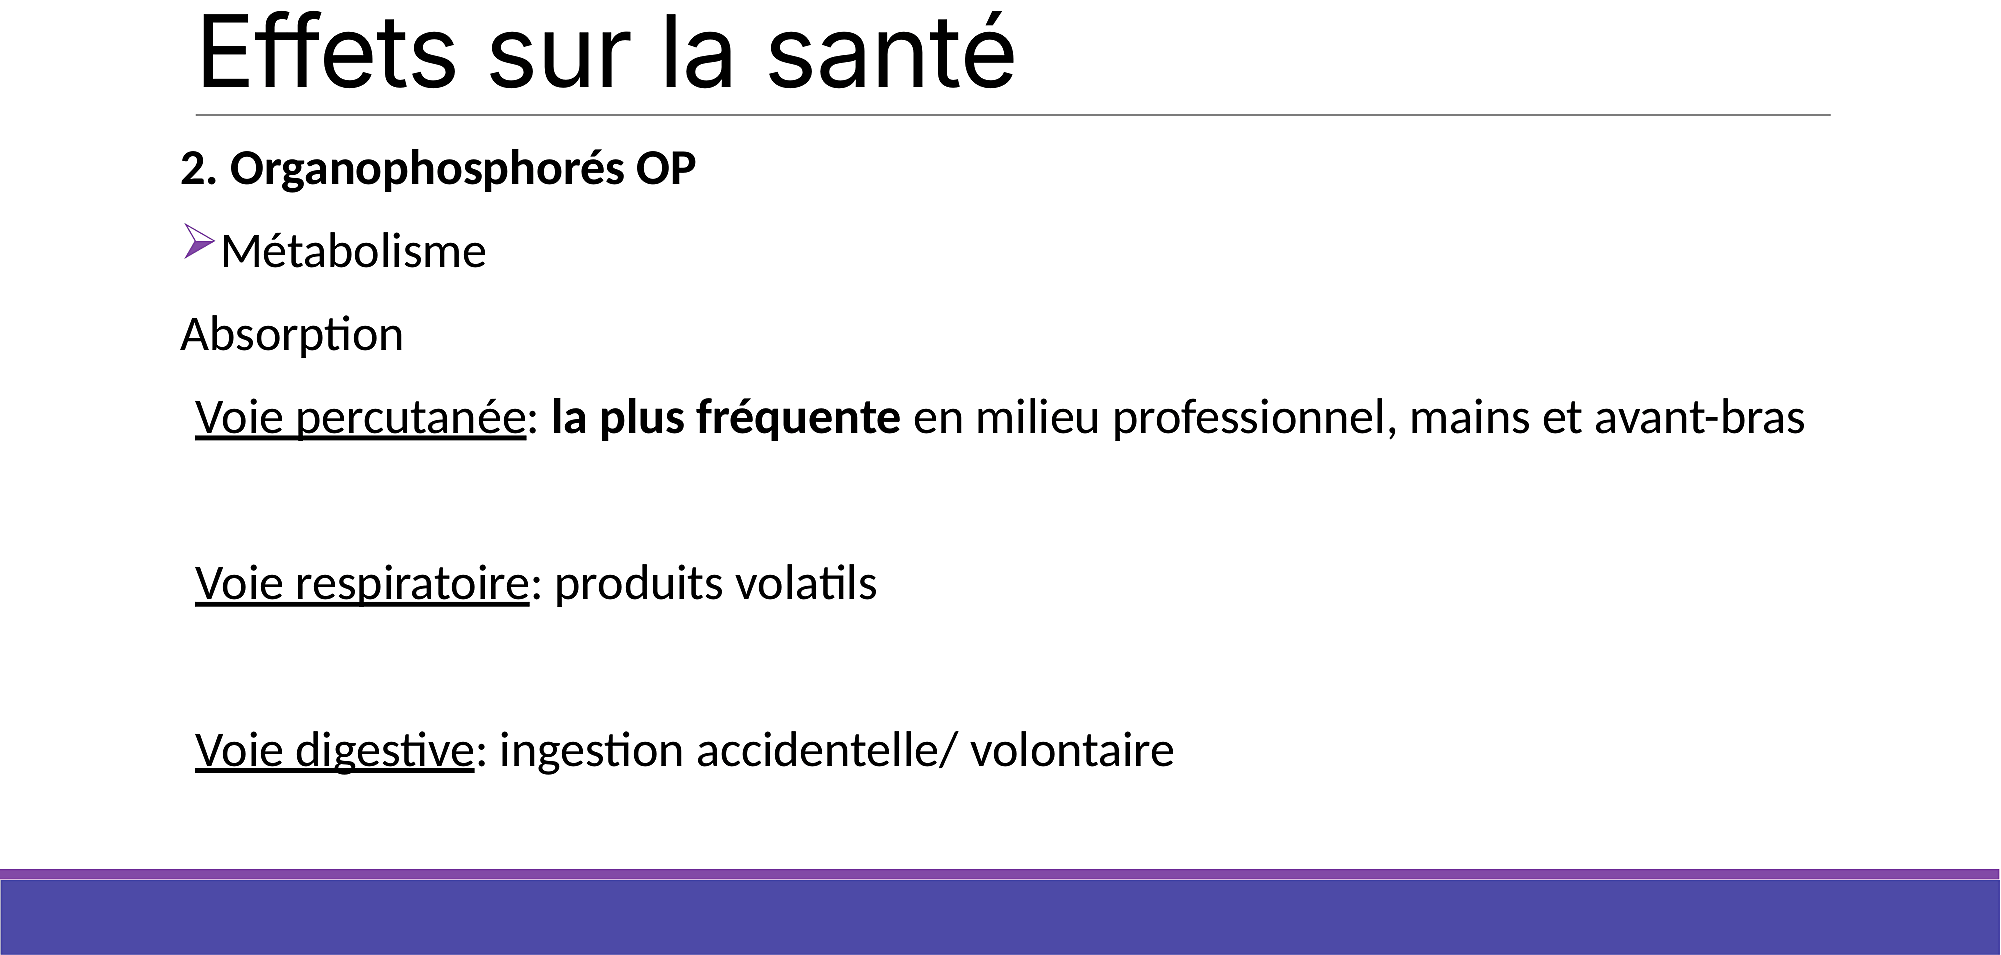 Effets sur la santé
2. Organophosphorés OP
Métabolisme
Absorption
Voie percutanée: la plus fréquente en milieu professionnel, mains et avant-bras
Voie respiratoire: produits volatils
Voie digestive: ingestion accidentelle/ volontaire